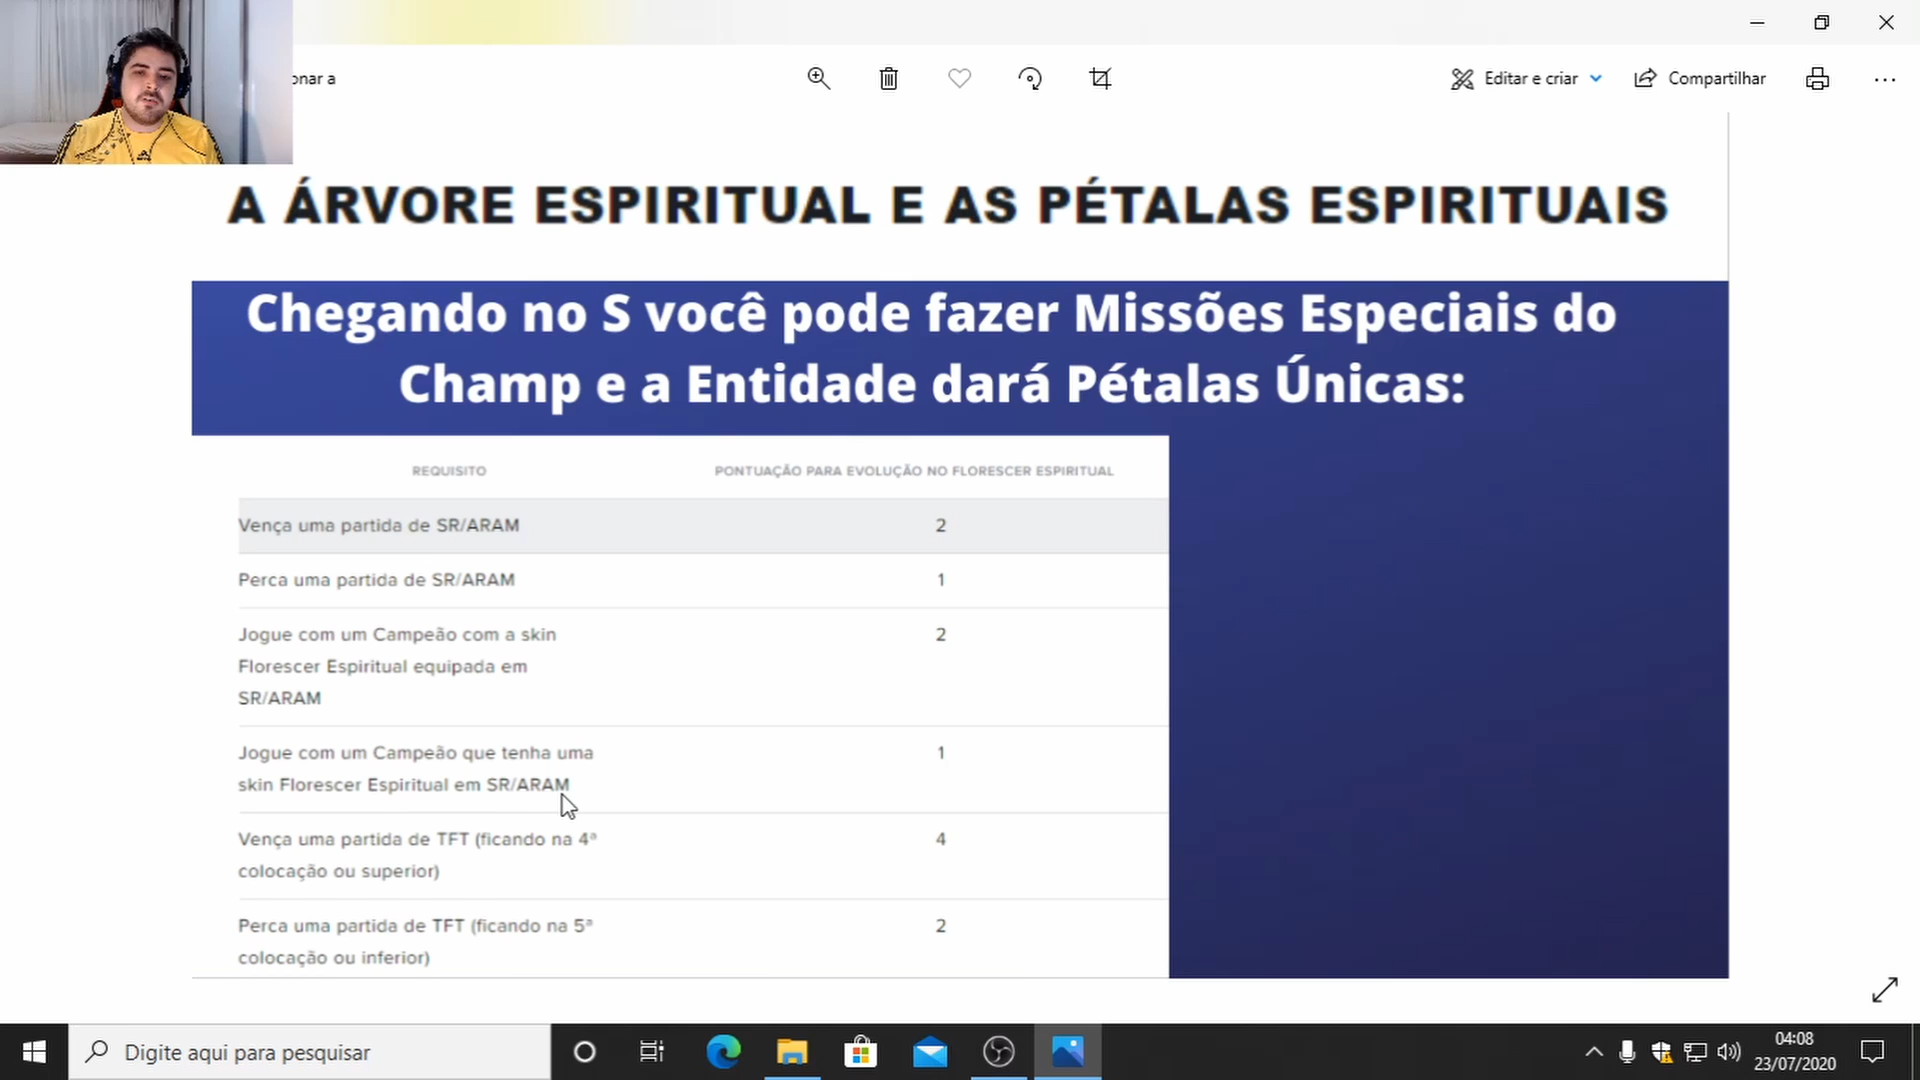 onar a
Editar e criar
Compartilhar
A ÁRVORE ESPIRITUAL E AS PÉTALAS ESPIRITUAIS
Chegando no S você pode fazer Missões Especiais do
Champ e a Entidade dará Pétalas Únicas:
REQUISITO
PONTUAÇÃO PARA EVOLUÇÃO NO FLORESCER ESPIRITUAL
Vença uma partida de SR/ARAM
2
Perca uma partida de SR/ARAM
1
Jogue com um Campeão com a skin
Florescer Espiritual equipada em
SR/ARAM
2
Jogue com um Campeão que tenha uma
skin Florescer Espiritual em SR/ARAM
1
Vença uma partida de TFT (ficando na 4ª
colocação ou superior)
4
Perca uma partida de TFT (ficando na 5ª
colocação ou inferior)
2
Digite aqui para pesquisar
04:08
23/07/2020